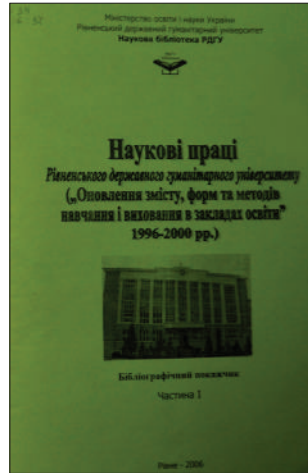 Міністерство освіти і науки України
Рівненський державний гуманітарний університет
Наукова бібліотека РДГУ
Наукові праці
Рівненського державного гуманітарного університету
(„Оновлення змісту, форм та методів
навчання і виховання в закладах освіти”
1996-2000 рр.)
Бібліографічний покажчик
Частина 1
Рівне - 2006